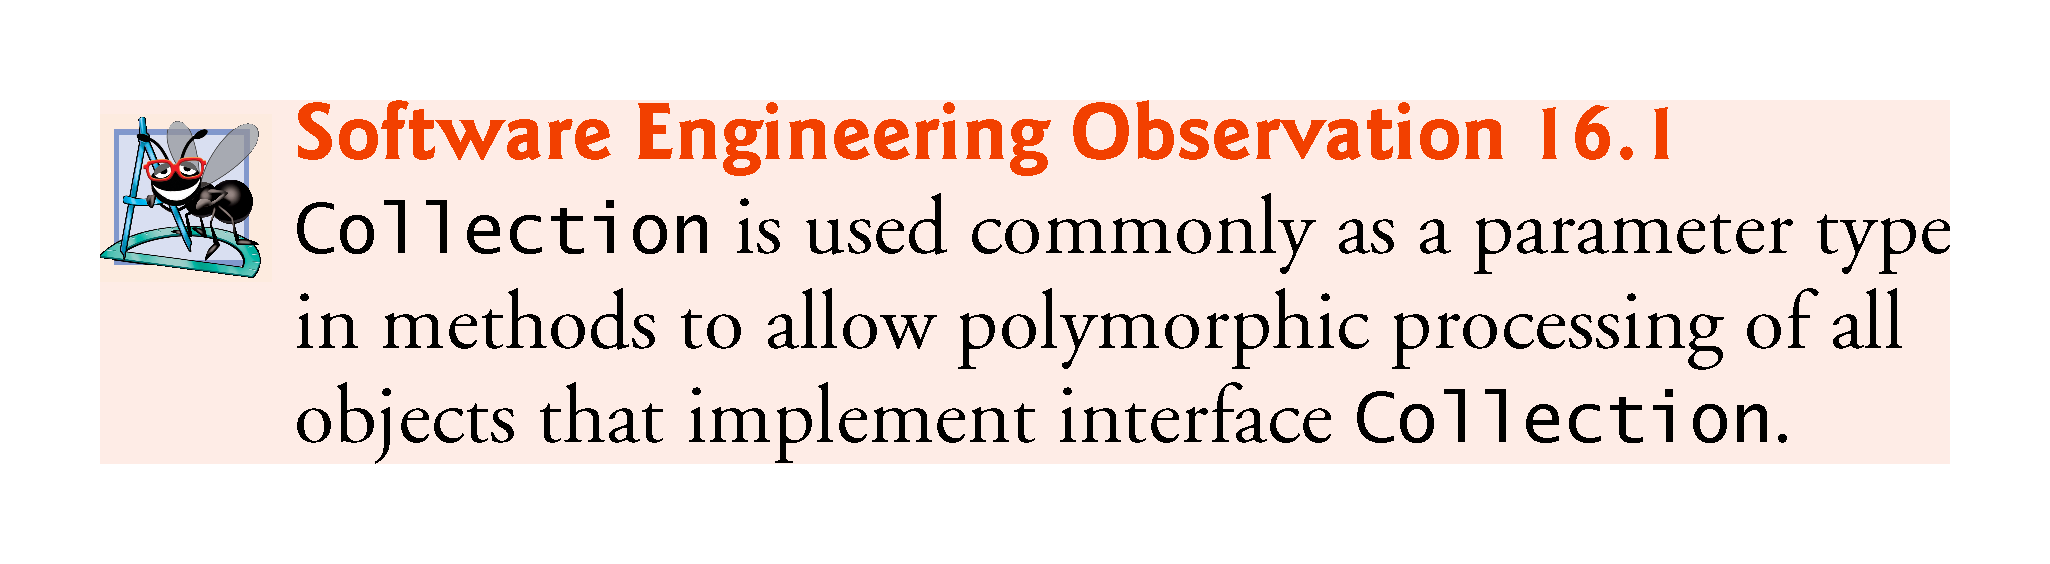 Software Engineering Observation 16.1
Collection is used commonly as a parameter type
in methods to allow polymorphic processing of all
objects that implement interface Collection.